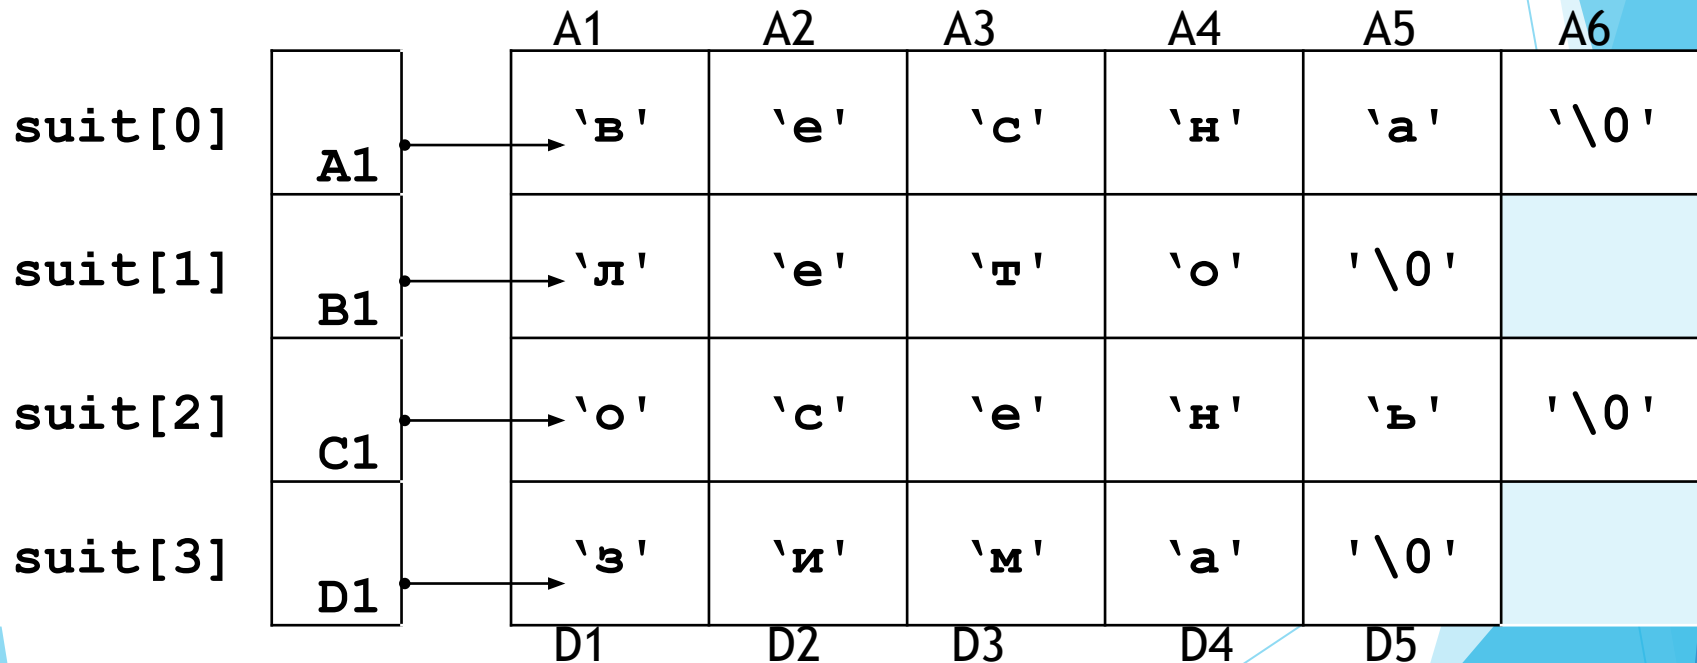 A1 A2 A3 A4 A5 A6
suit[0] A1 `в' `е' `с' `н' `а' `\0'
suit[1] B1 `л' `е' `т' `о' '\0'
suit[2] C1 `о' `с' `е' `н' `ь' '\0'
suit[3] D1 `з' `и' `м' `а' '\0'
D1 D2 D3 D4 D5